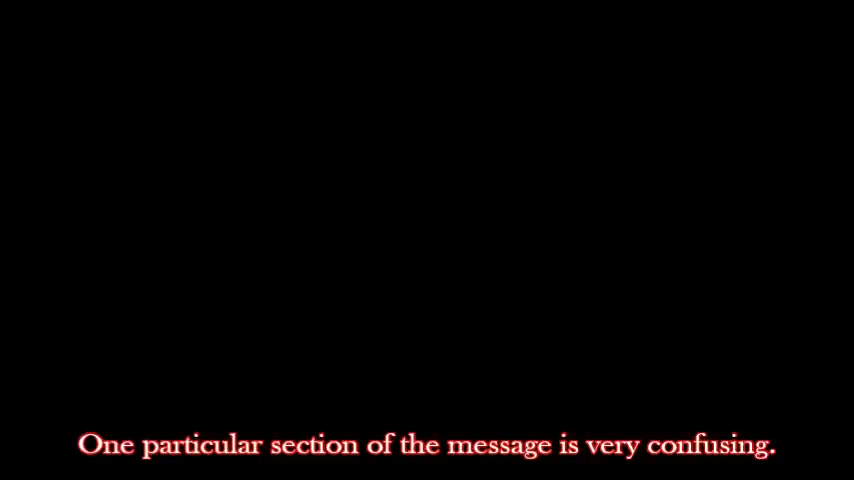 One particular section of the message is very confusing.